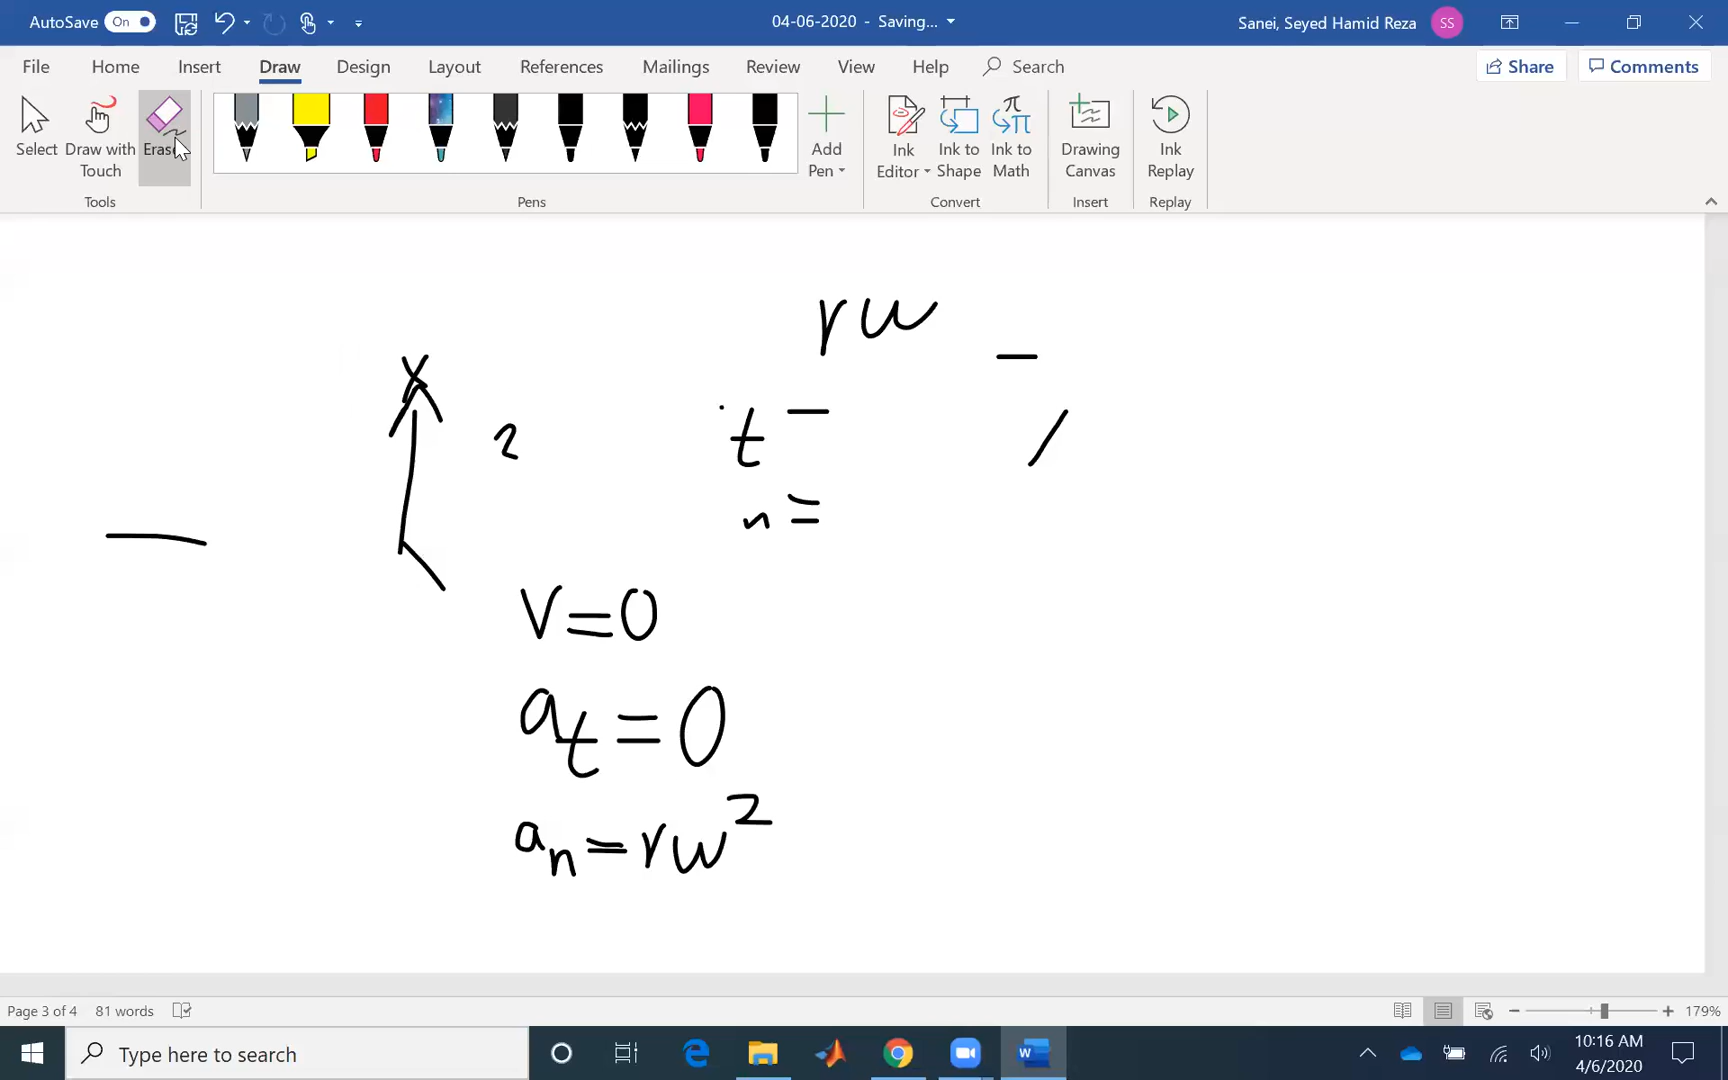 AutoSave On
04-06-2020 - Saving...
Sanei, Seyed Hamid Reza SS
File Home Insert Draw Design Layout References Mailings Review View Help Search Share Comments
Select
Draw with Touch
Eras
Add Pen
Ink Editor
Ink to Shape
Ink to Math
Drawing Canvas
Ink Replay
Tools Pens Convert Insert Replay
rw
x
2
t
n =
V=0
at=0
an=rw2
Page 3 of 4 81 words 179%
Type here to search
10:16 AM
4/6/2020